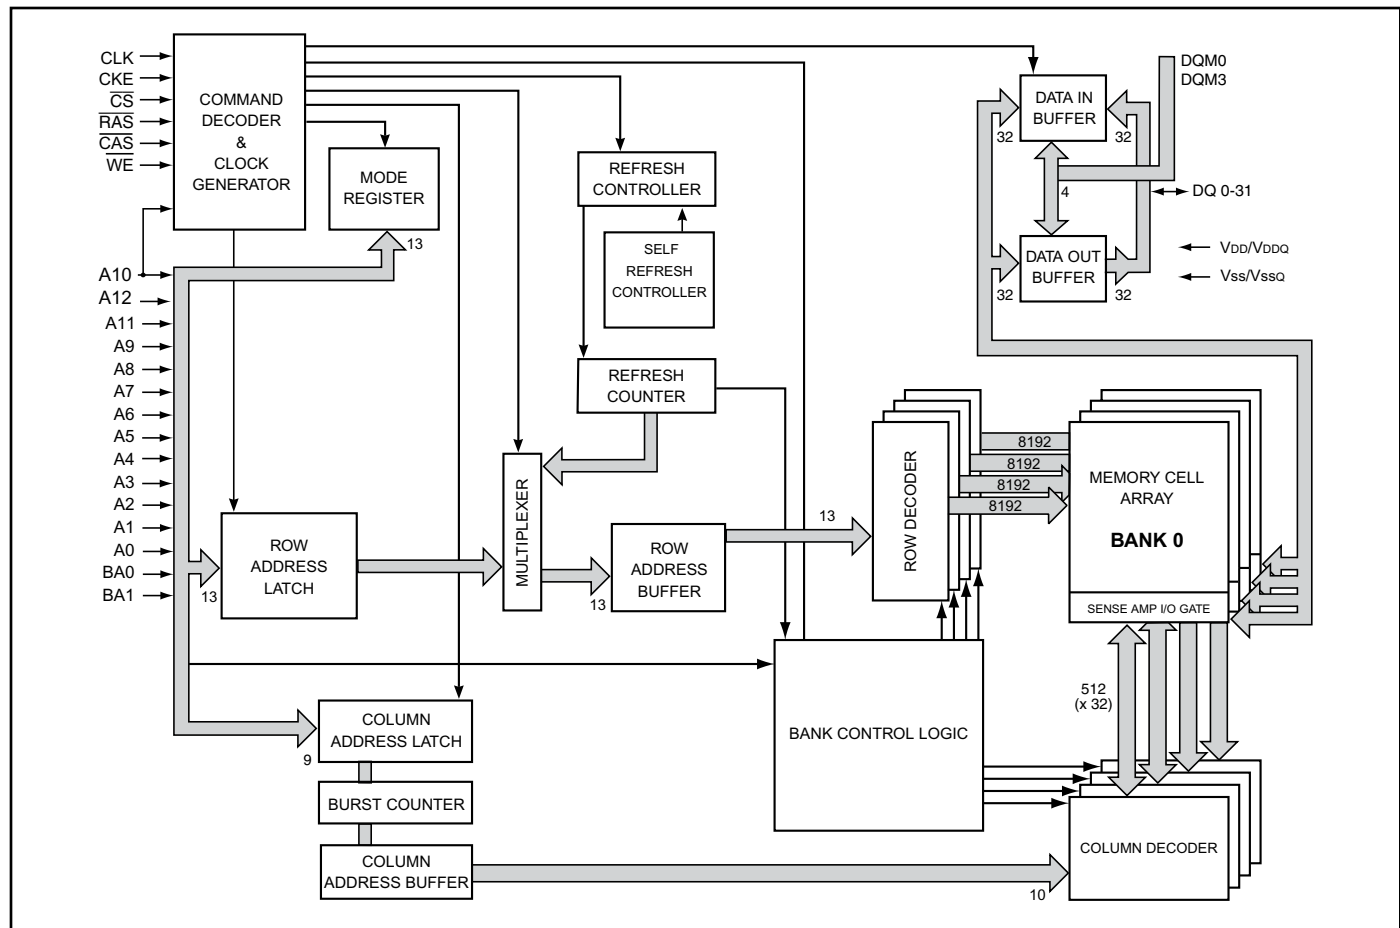 CLK
CKE
CS
RAS
CAS
WE
A10
A12
A11
A9
A8
A7
A6
A5
A4
A3
A2
A1
A0
BA0
BA1
COMMAND
DECODER
&
CLOCK
GENERATOR
MODE
REGISTER
13
REFRESH
CONTROLLER
SELF
REFRESH
CONTROLLER
REFRESH
COUNTER
DATA IN
BUFFER
32
32
DQM0
DQM3
4
DQ 0-31
DATA OUT
BUFFER
32
32
VDD/VDDQ
Vss/VssQ
13
ROW
ADDRESS
LATCH
MULTIPLEXER
13
ROW
ADDRESS
BUFFER
13
ROW DECODER
8192
8192
8192
8192
MEMORY CELL
ARRAY
BANK 0
SENSE AMP I/O GATE
512
(x 32)
BANK CONTROL LOGIC
9
COLUMN
ADDRESS LATCH
BURST COUNTER
COLUMN
ADDRESS BUFFER
10
COLUMN DECODER